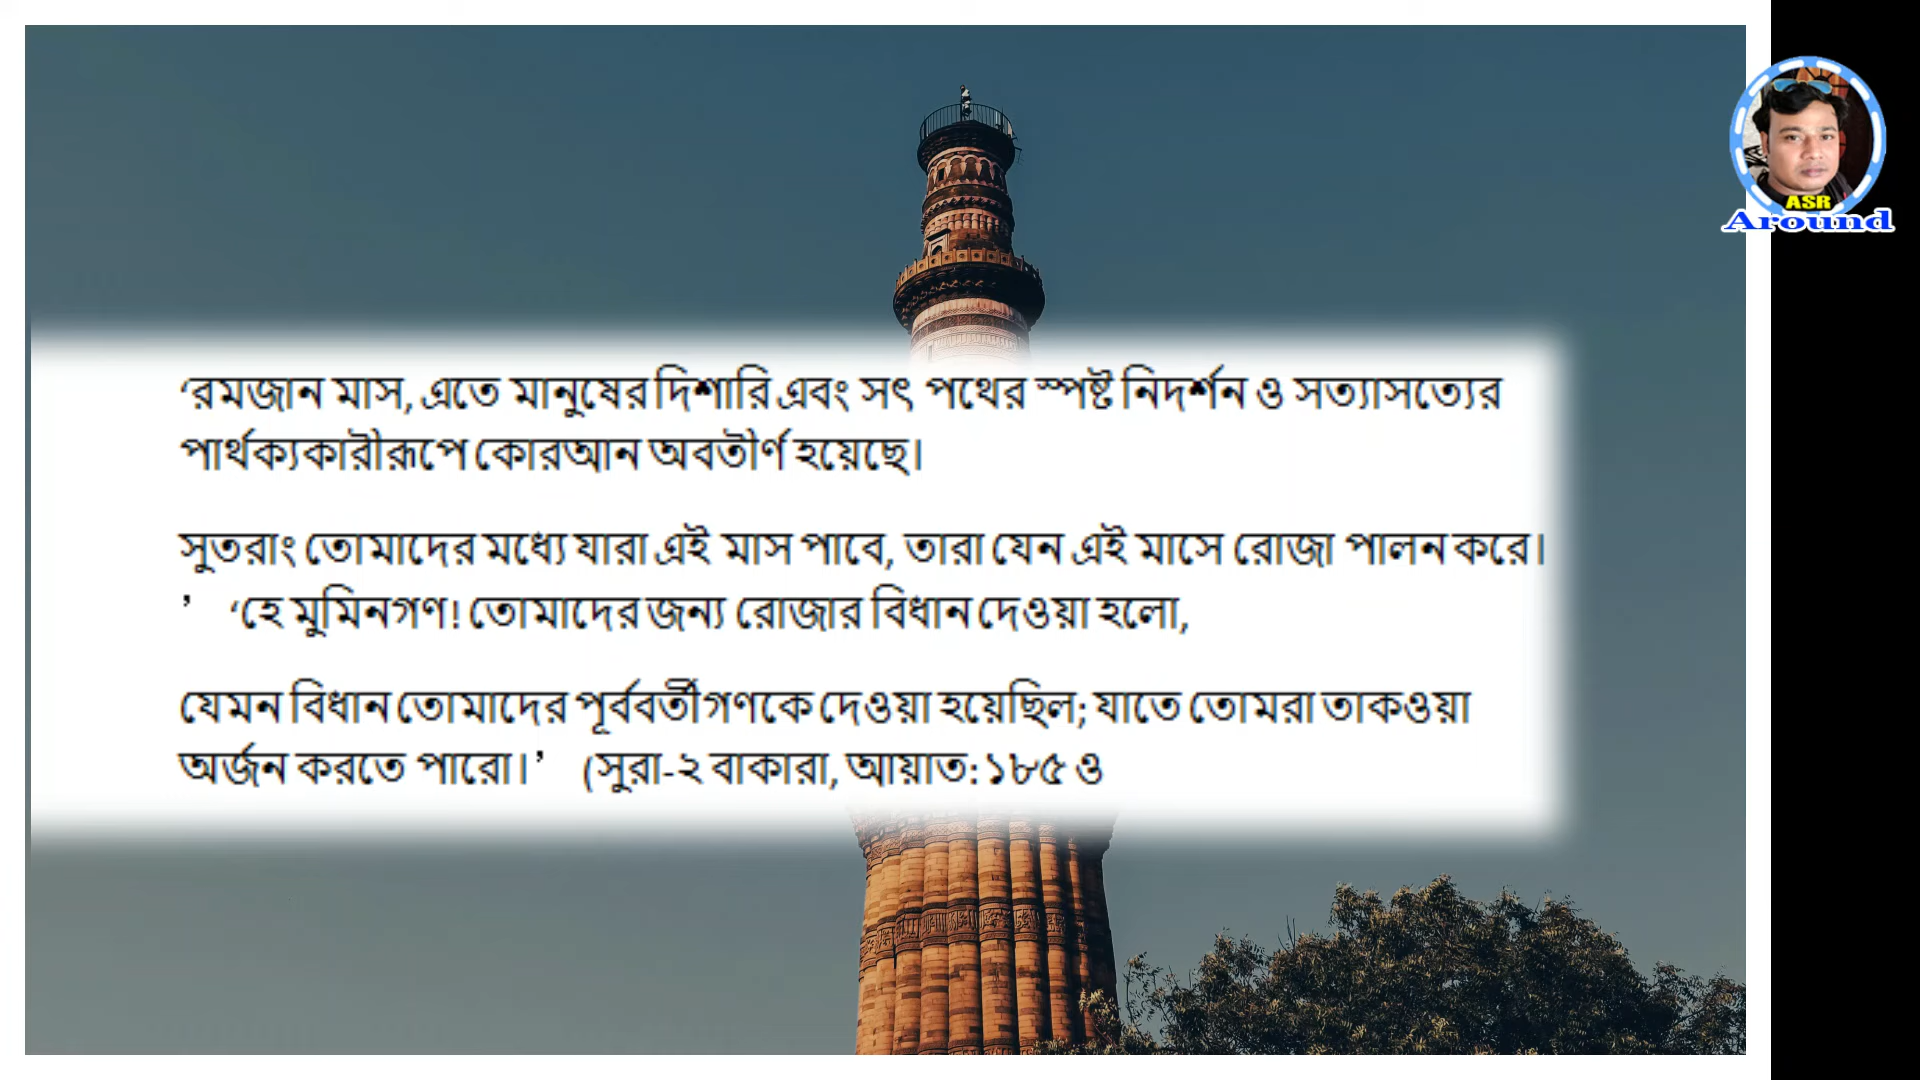 ‘রমজান মাস, এতে মানুষের দিশারি এবং সৎ পথের স্পষ্ট নিদর্শন ও সত্যাসত্যের
পার্থক্যকারীরূপে কোরআন অবতীর্ণ হয়েছে।
সুতরাং তোমাদের মধ্যে যারা এই মাস পাবে, তারা যেন এই মাসে রোজা পালন করে।
’ ‘হে মুমিনগণ! তোমাদের জন্য রোজার বিধান দেওয়া হলো,
যেমন বিধান তোমাদের পূর্ববর্তীগণকে দেওয়া হয়েছিল; যাতে তোমরা তাকওয়া
অর্জন করতে পারো।’ (সুরা-২ বাকারা, আয়াত: ১৮৫ ও
ASR
Around